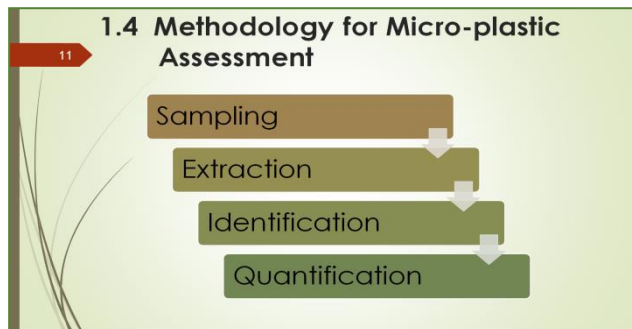 1.4 Methodology for Micro-plastic
Assessment
11
Sampling
Extraction
Identification
Quantification